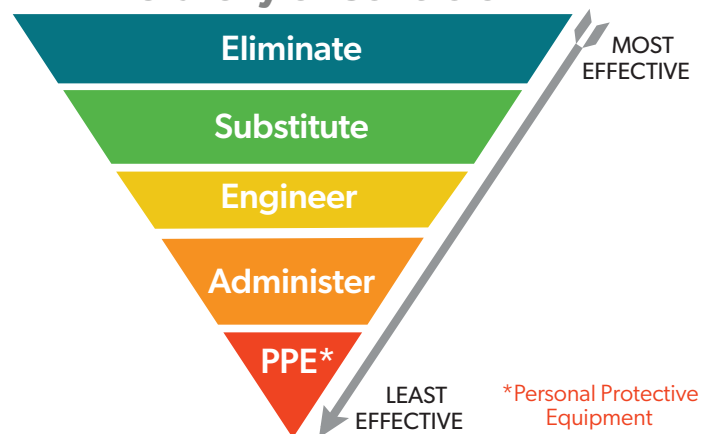 Eliminate
MOST
EFFECTIVE
Substitute
Engineer
Administer
PPE*
LEAST
EFFECTIVE
*Personal Protective
Equipment